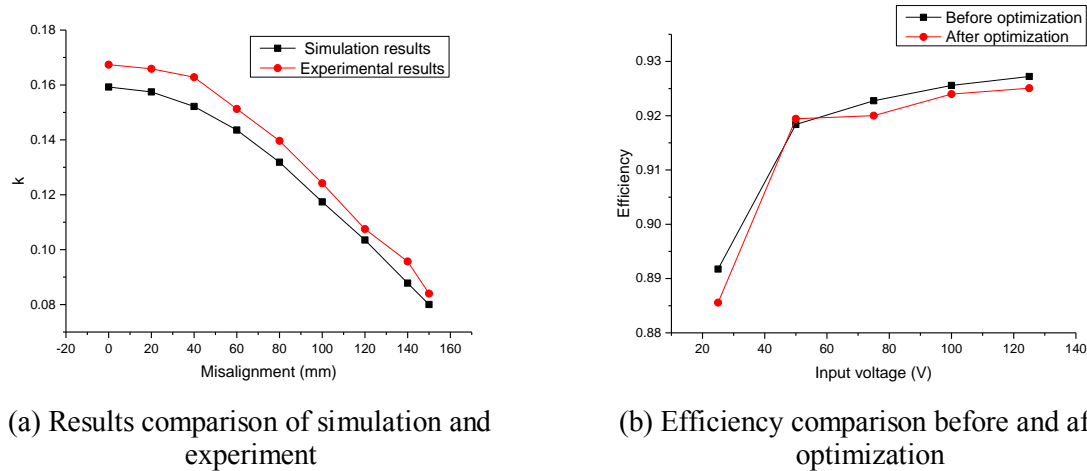 0.18
0.16
0.14
0.12
0.10
0.08
k
-20 0 20 40 60 80 100 120 140 160
Misalignment (mm)
Simulation results
Experimental results
(a) Results comparison of simulation and
experiment
0.93
0.92
0.91
0.90
0.89
0.88
Efficiency
20 40 60 80 100 120 14
Input voltage (V)
Before optimization
After optimization
(b) Efficiency comparison before and af
optimization